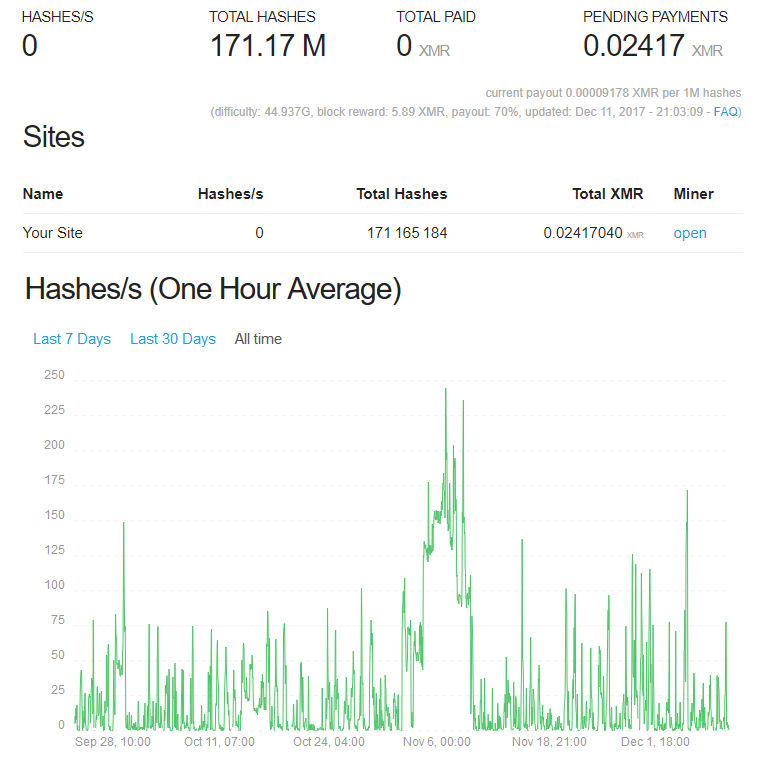 HASHES/S TOTAL HASHES TOTAL PAID PENDING PAYMENTS
0 171.17 M 0 XMR 0.02417 XMR
current payout 0.00009178 XMR per 1M hashes
(difficulty: 44.937G, block reward: 5.89 XMR, payout: 70%, updated: Dec 11, 2017 - 21:03:09 - FAQ)
Sites
Name Hashes/s Total Hashes Total XMR Miner
Your Site 0 171 165 184 0.02417040 XMR open
Hashes/s (One Hour Average)
Last 7 Days Last 30 Days All time
250
225
200
175
150
125
100
75
50
25
0
Sep 28, 10:00 Oct 11, 07:00 Oct 24, 04:00 Nov 6, 00:00 Nov 18, 21:00 Dec 1, 18:00